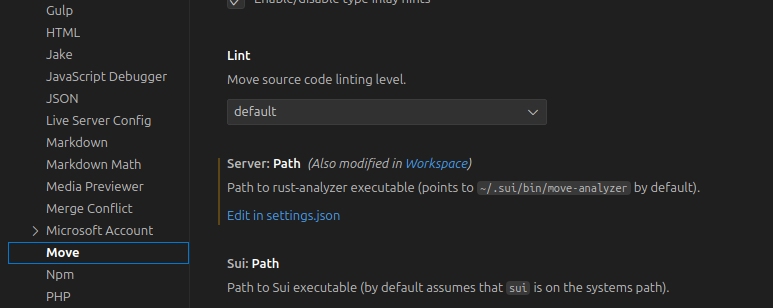 Enable/disable type inlay hints
Gulp
HTML
Jake
JavaScript Debugger
JSON
Live Server Config
Markdown
Markdown Math
Media Previewer
Merge Conflict
Microsoft Account
Move
Npm
PHP
Lint
Move source code linting level.
default
Server: Path (Also modified in Workspace)
Path to rust-analyzer executable (points to ~/.sui/bin/move-analyzer by default).
Edit in settings.json
Sui: Path
Path to Sui executable (by default assumes that sui is on the systems path).